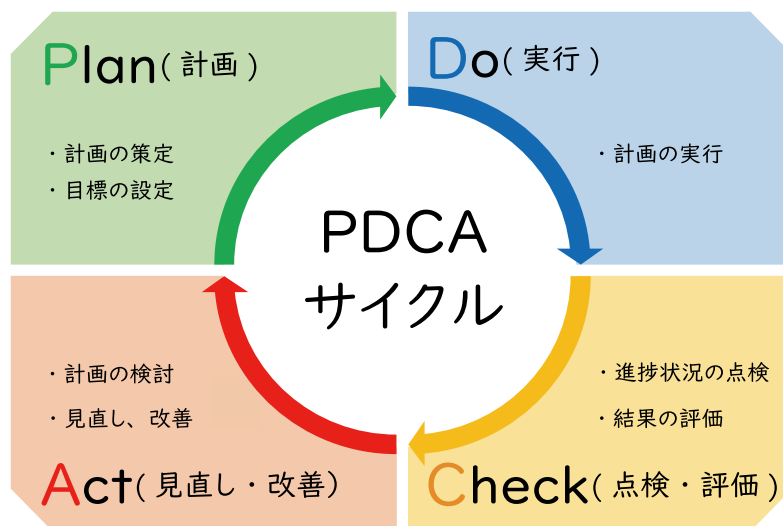 Plan(計画)
・計画の策定
・目標の設定
Do(実行)
・計画の実行
PDCA
サイクル
・計画の検討
・見直し、改善
Act(見直し・改善)
・進捗状況の点検
・結果の評価
Check(点検・評価)